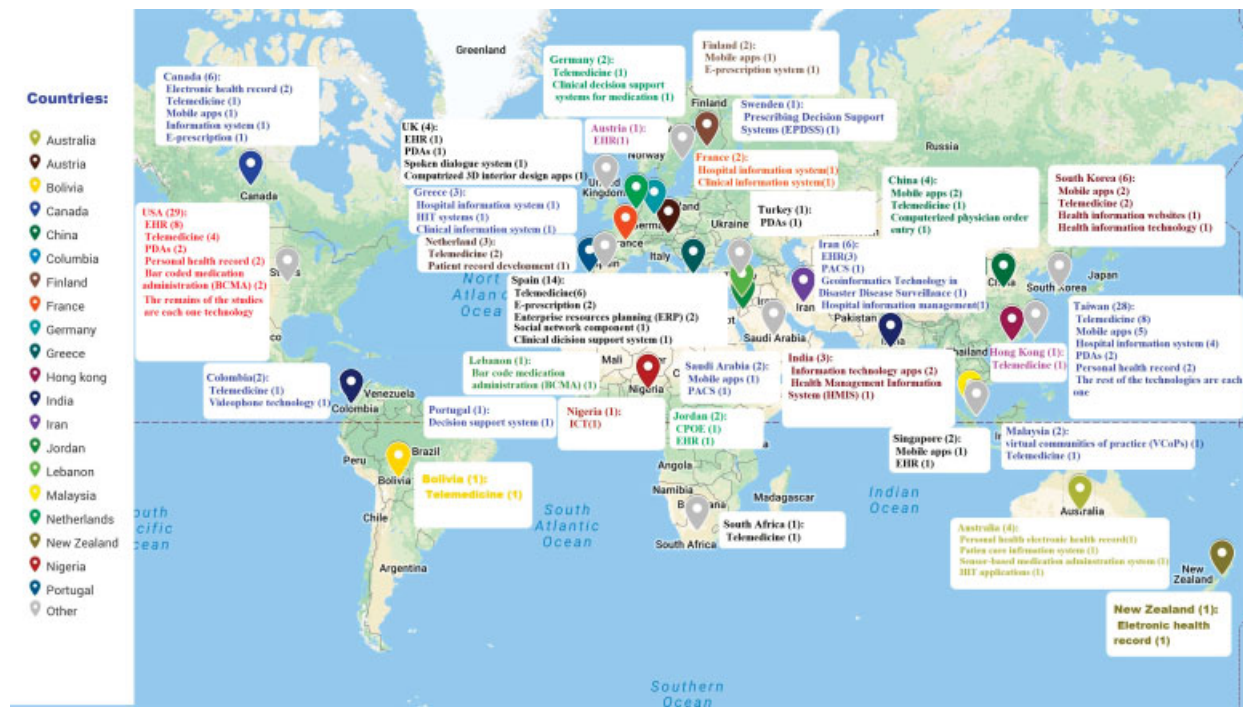 Countries:
Australia
Austria
Bolivia
Canada
China
Columbia
Finland
France
Germany
Greece
Hong kong
India
Iran
Jordan
Lebanon
Malaysia
Netherlands
New Zealand
Nigeria
Portugal
Other
Greenland
Canada (6):
Electronic health record (2)
Telemedicine (1)
Mobile apps (1)
Information system (1)
E-prescription (1)
Canada
Germany (2):
Telemedicine (1)
Clinical decision support
systems for medication (1)
Finland (2):
Mobile apps (1)
E-prescription system (1)
Finland
Swenden (1):
Prescribing Decision Support
Systems (EPDSS) (1)
Russia
UK (4):
EHR (1)
PDAs (1)
Spoken dialogue system (1)
Computrized 3D interior design apps (1)
Austria (1):
EHR(1)
Norway
United
Kingdom
France (2):
Hospital information system(1)
Clinical information system(1)
China (4):
Mobile apps (2)
Telemedicine (1)
Computerized physician order
entry (1)
South Korea (6):
Mobile apps (2)
Telemedicine (2)
Health information websites (1)
Health information technology (1)
Greece (3):
Hospital information system (1)
HIT systems (1)
Clinical information system (1)
Ukraine
Italy
Turkey (1):
PDAs (1)
USA (29):
EHR (8)
Telemedicine (4)
PDAs (2)
Personal health record (2)
Bar coded medication
administration (BCMA) (2)
The remains of the studies
are each one technology
Netherland (3):
Telemedicine (2)
Patient record development (1)
Iran (6):
EHR(3)
PACS (1)
Geoinformatics Technology in
Disaster Disease Surveillance (1)
Hospital information management(1)
Iran
Pakistan
China
South Korea
Japan
Spain (14):
Telemedicine(6)
E-prescription (2)
Enterprise resources planning (ERP) (2)
Social network component (1)
Clinical dicision support system (1)
Saudi Arabia
Taiwan (28):
Telemedicine (8)
Mobile apps (5)
Hospital information system (4)
PDAs (2)
Personal health record (2)
The rest of the technologies are each
one
Thailand
Hong Kong (1):
Telemedicine (1)
Mali
Lebanon (1):
Bar code medication
administration (BCMA) (1)
Nigeria
Saudi Arabia (2):
Mobile apps (1)
PACS (1)
India (3):
Information technology apps (2)
Health Management Information
System (HMIS) (1)
Colombia(2):
Telemedicine (1)
Videophone technology (1)
Venezuela
Colombia
Portugal (1):
Decision support system (1)
Nigeria (1):
ICT(1)
Jordan (2):
CPOE (1)
EHR (1)
Singapore (2):
Mobile apps (1)
EHR (1)
Malaysia (2):
virtual communities of practice (VCoPs) (1)
Telemedicine (1)
Peru
Brazil
Bolivia
Bolivia (1):
Telemedicine (1)
Chile
Argentina
South
Atlantic
Ocean
Angola
Namibia
Madagascar
South Africa
South Africa (1):
Telemedicine (1)
Indian
Ocean
Australia
Australia (4):
Personal health electronic health record(1)
Patien care infrmation system (1)
Sensor-based medication adminstration system (1)
HIT applications (1)
New
Zealand
New Zealand (1):
Eletronic health
record (1)
Southern
Ocean